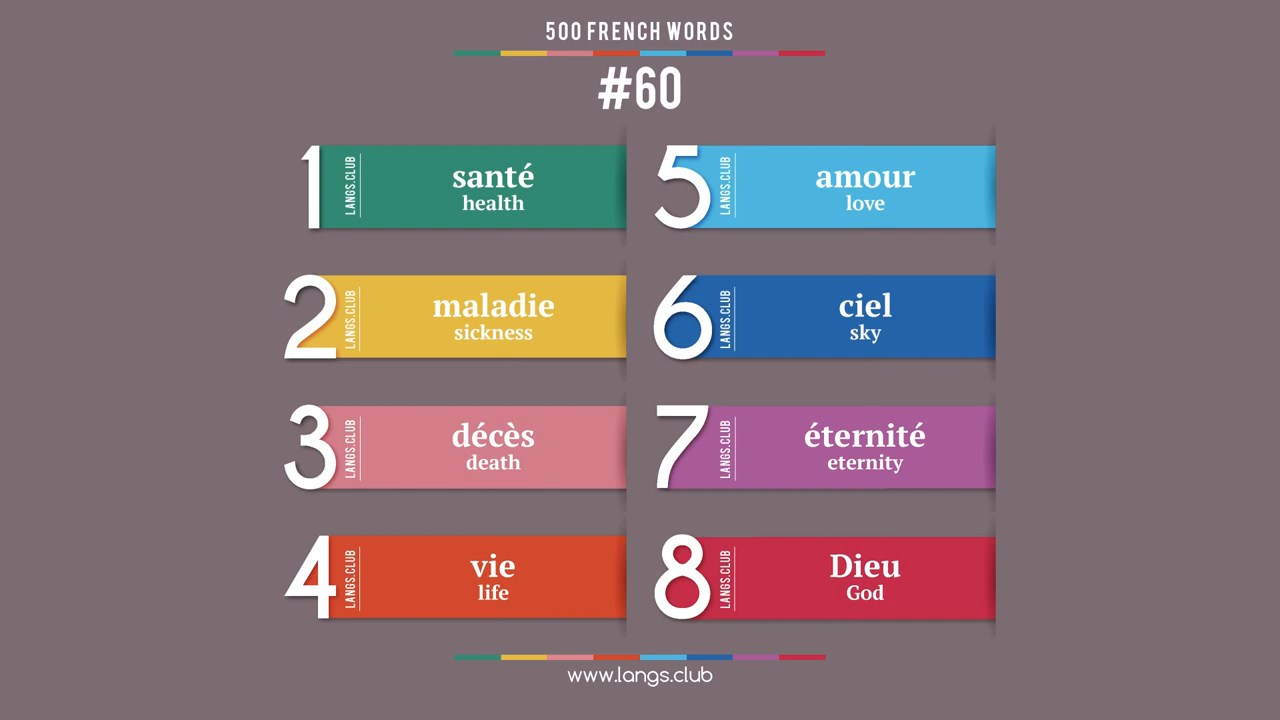 500 FRENCH WORDS
#60
1
LANGS.CLUB
santé
health
2
LANGS.CLUB
maladie
sickness
3
LANGS.CLUB
décès
death
4
LANGS.CLUB
vie
life
5
LANGS.CLUB
amour
love
6
LANGS.CLUB
ciel
sky
7
LANGS.CLUB
éternité
eternity
8
LANGS.CLUB
Dieu
God
www.langs.club